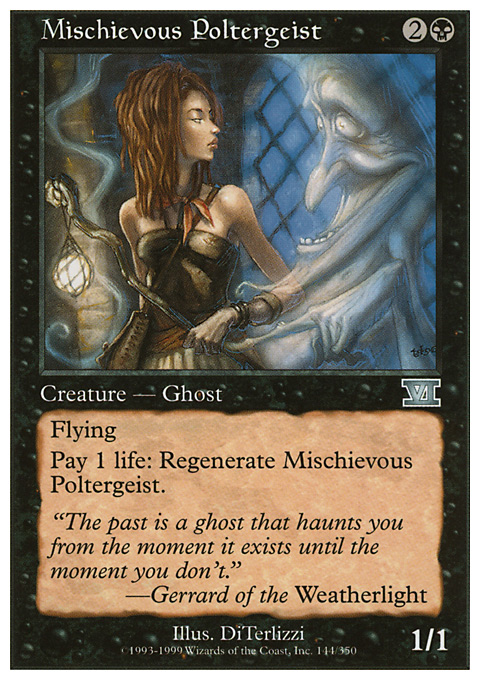 Mischievous Poltergeist 2
Creature — Ghost VI
Flying
Pay 1 life: Regenerate Mischievous
Poltergeist.
“The past is a ghost that haunts you
from the moment it exists until the
moment you don’t.”
—Gerrard of the Weatherlight
Illus. DiTerlizzi
©1993-1999 Wizards of the Coast, Inc. 144/350
1/1